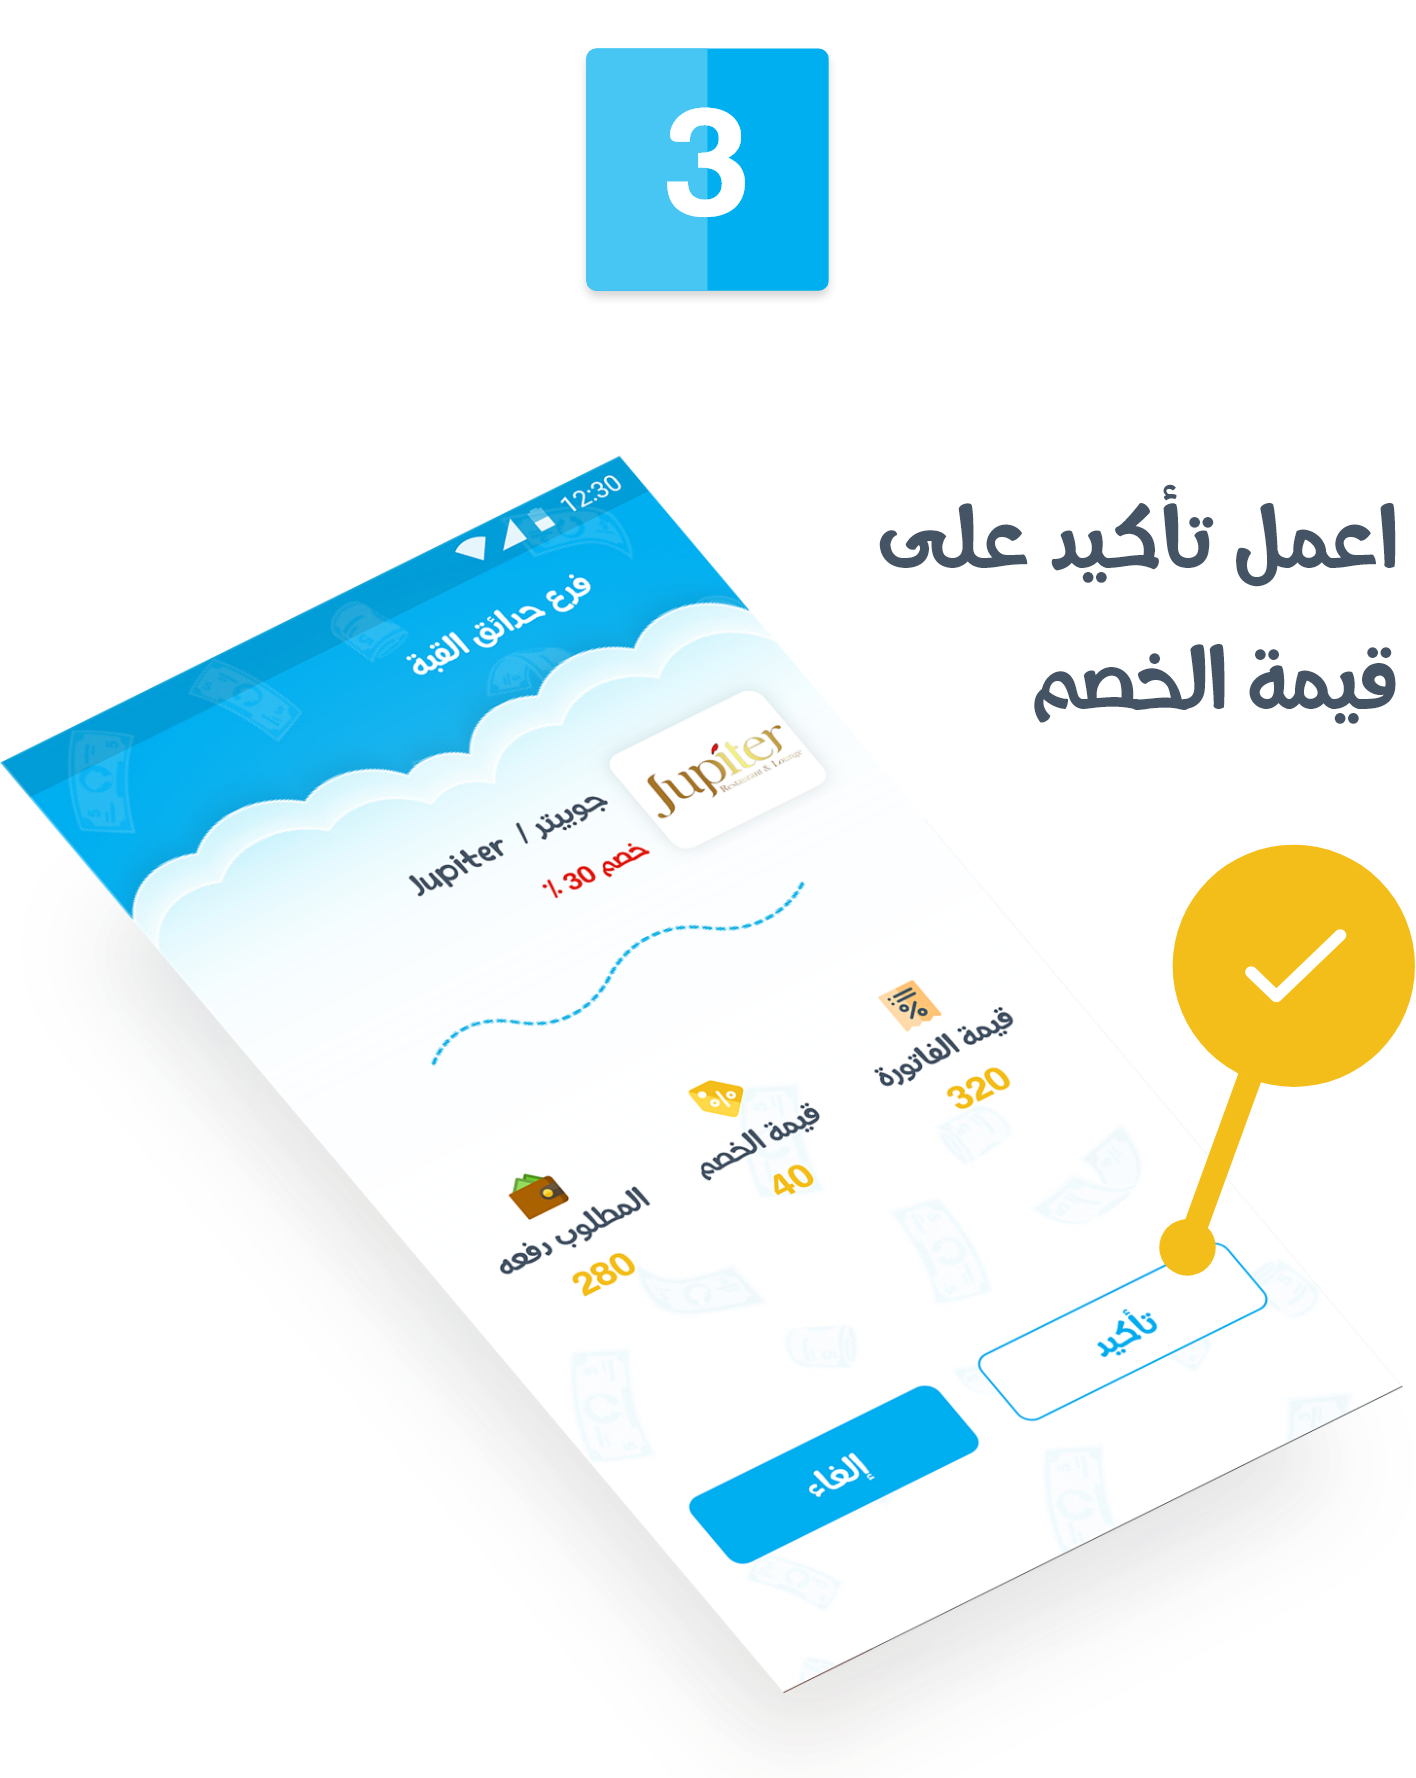 3
اعمل تأكيد على
قيمة الخصم
12:30
فرع حدائق القبة
Jupiter
Restaurant & Lounge
جوبيتر / Jupiter
خصم 30 ٪
قيمة الفاتورة
320
قيمة الخصم
40
المطلوب دفعه
280
تأكيد
إلغاء